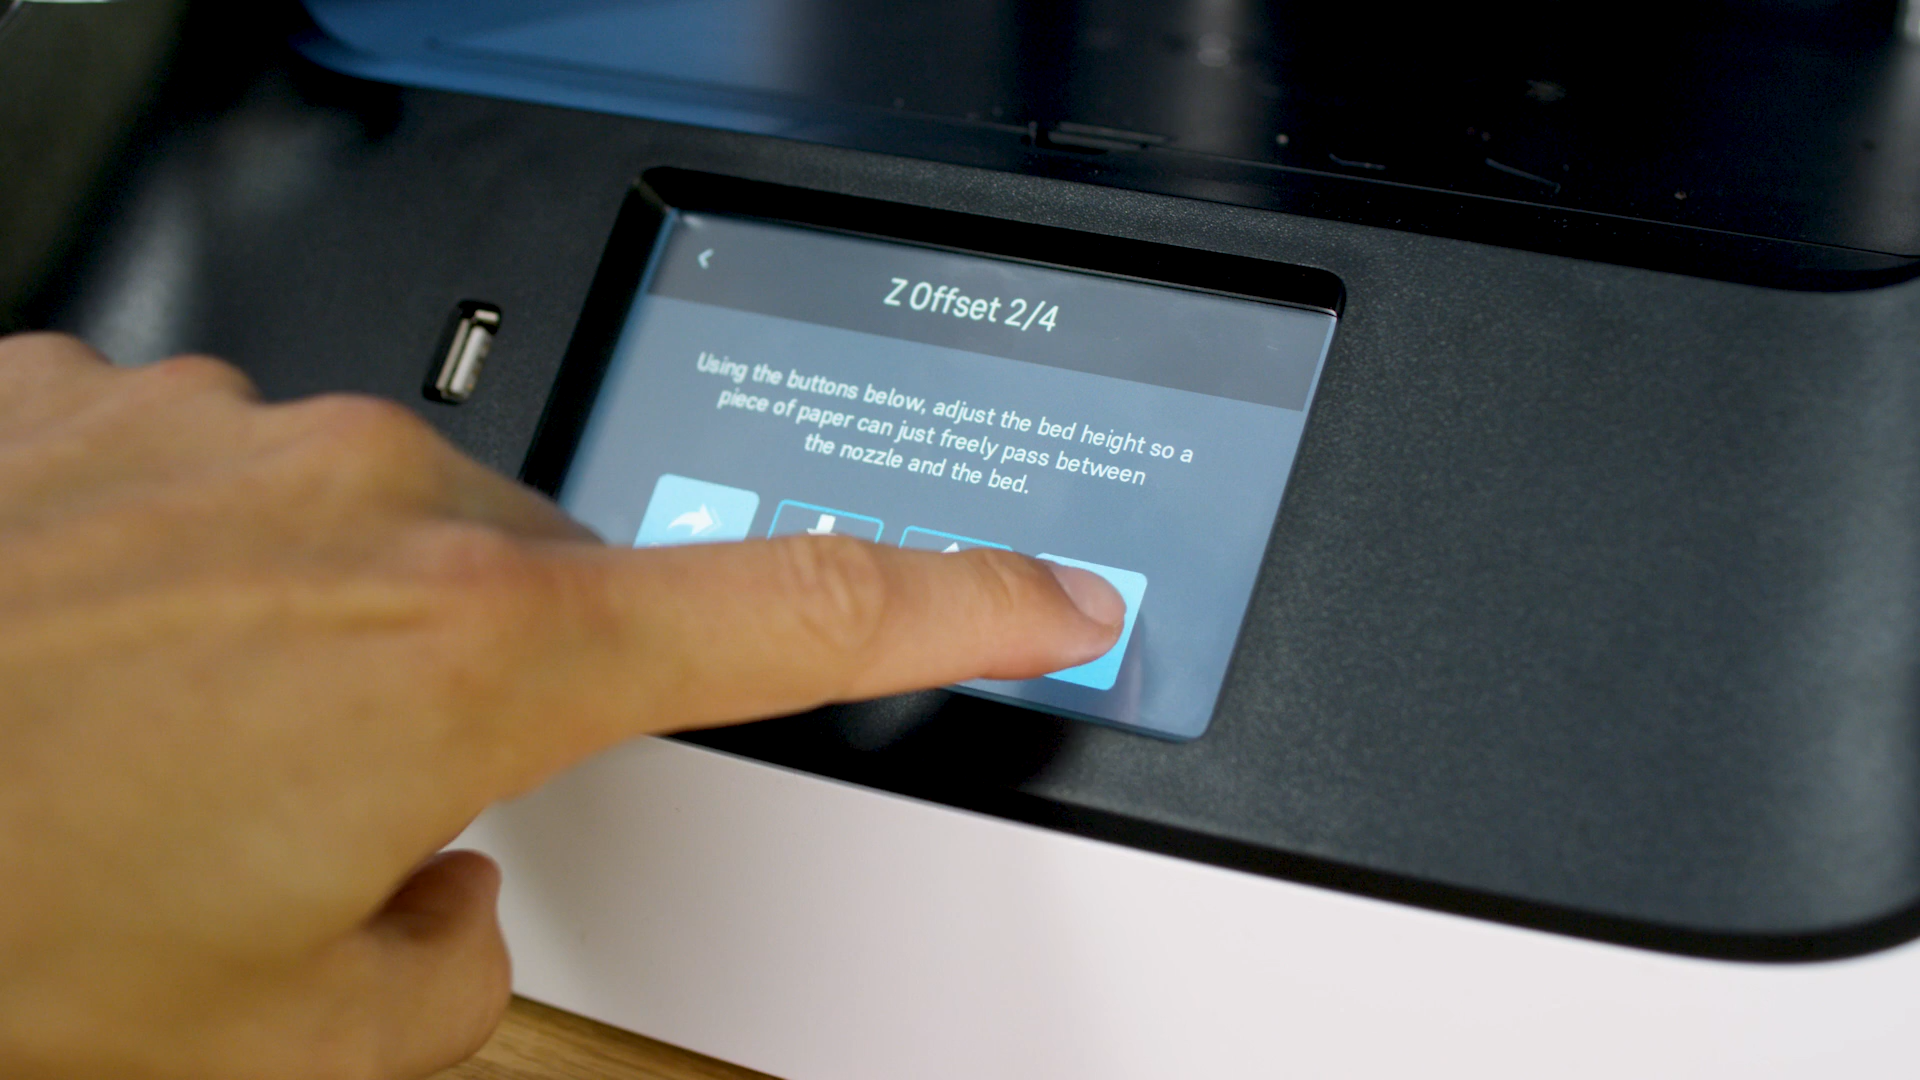 Z Offset 2/4
Using the buttons below, adjust the bed height so a
piece of paper can just freely pass between
the nozzle and the bed.